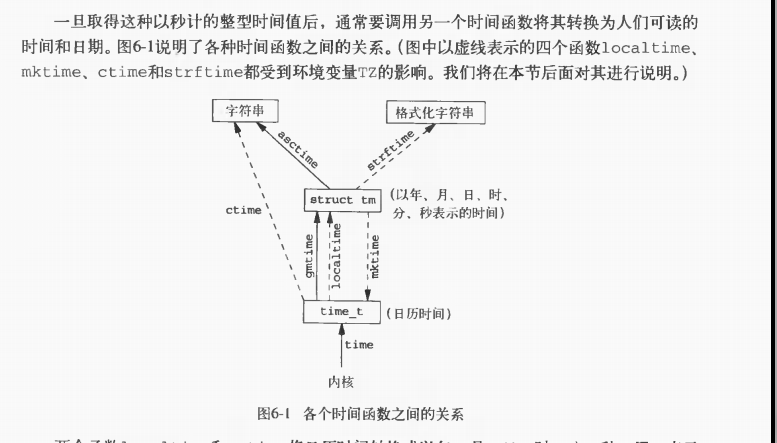 一旦取得这种以秒计的整型时间值后，通常要调用另一个时间函数将其转换为人们可读的
时间和日期。图6-1说明了各种时间函数之间的关系。（图中以虚线表示的四个函数localtime、
mktime、ctime和strftime都受到环境变量TZ的影响。我们将在本节后面对其进行说明。）
字符串
格式化字符串
asctime
strftime
struct tm
（以年、月、日、时、
分、秒表示的时间）
ctime
gmtime
localtime
mktime
time_t
（日历时间）
time
内核
图6-1 各个时间函数之间的关系